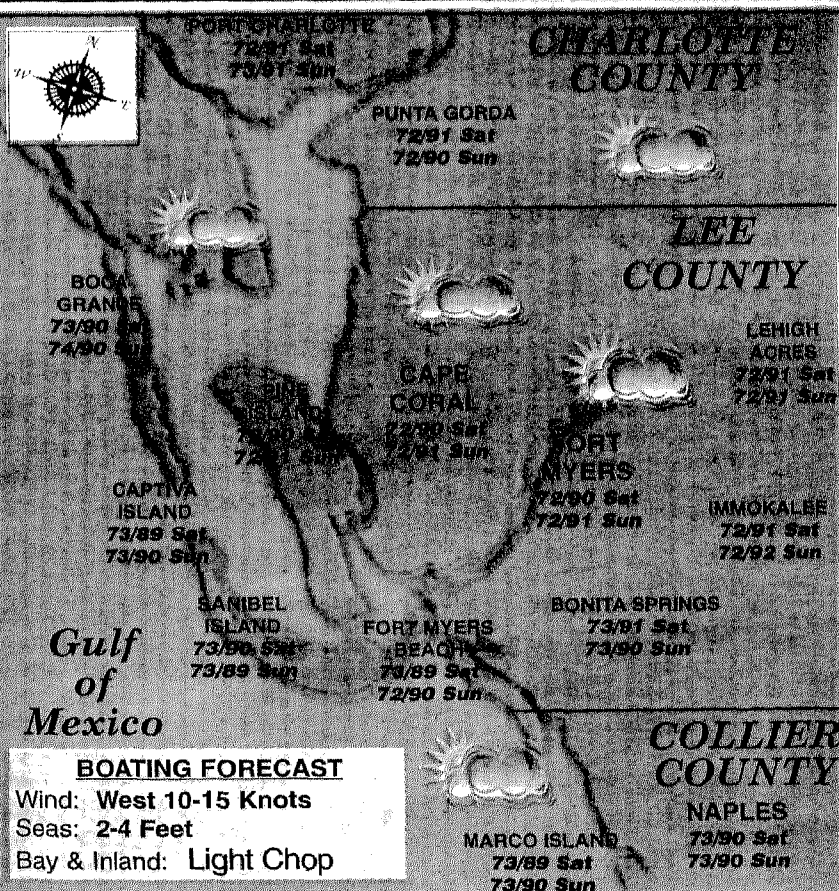 PORT CHARLOTTE
72/91 Sat
73/91 Sun
CHARLOTTE
COUNTY
N
W
E
S
PUNTA GORDA
72/91 Sat
72/90 Sun
LEE
COUNTY
BOCA
GRANDE
73/90 Sat
74/90 Sun
LEHIGH
ACRES
72/91 Sat
72/91 Sun
PINE
ISLAND
Sat
Sun
CAPE
CORAL
72/90 Sat
72/91 Sun
FORT
MYERS
72/90 Sat
72/91 Sun
CAPTIVA
ISLAND
73/89 Sat
73/90 Sun
IMMOKALEE
72/91 Sat
72/92 Sun
SANIBEL
ISLAND
73/90 Sat
73/89 Sun
FORT MYERS
BEACH
73/89 Sat
72/90 Sun
BONITA SPRINGS
73/91 Sat
73/90 Sun
Gulf
of
Mexico
COLLIER
COUNTY
BOATING FORECAST
Wind: West 10-15 Knots
Seas: 2-4 Feet
Bay & Inland: Light Chop
MARCO ISLAND
73/89 Sat
73/90 Sun
NAPLES
73/90 Sat
73/90 Sun